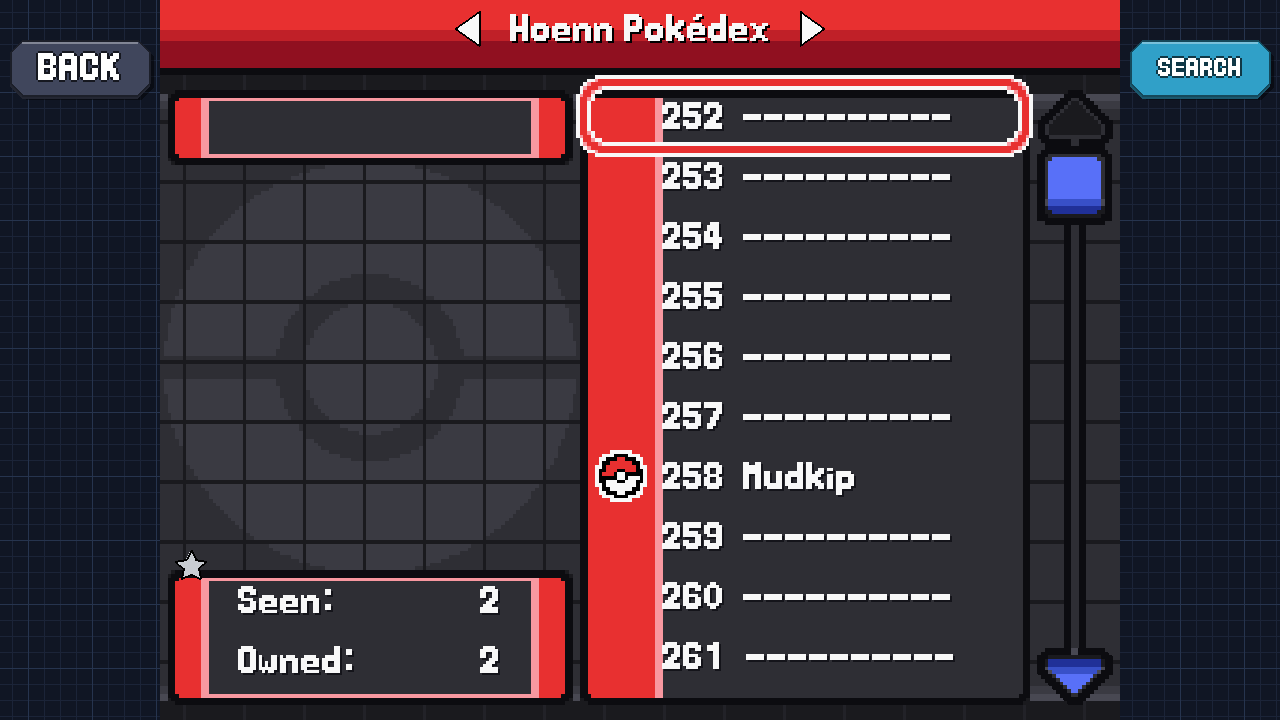 Hoenn Pokédex
BACK
SEARCH
252 ----------
253 ----------
254 ----------
255 ----------
256 ----------
257 ----------
258 Mudkip
259 ----------
260 ----------
261 ----------
Seen: 2
Owned: 2